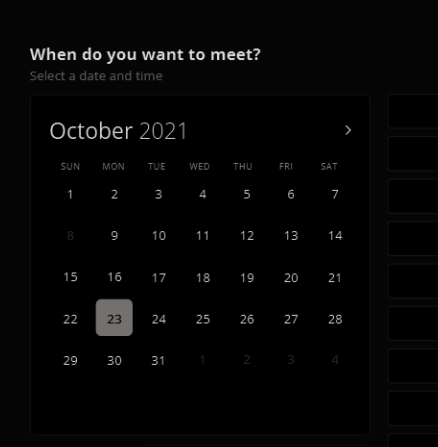 When do you want to meet?
Select a date and time
October 2021
SUN MON TUE WED THU FRI SAT
1 2 3 4 5 6 7
8 9 10 11 12 13 14
15 16 17 18 19 20 21
22 23 24 25 26 27 28
29 30 31 1 2 3 4